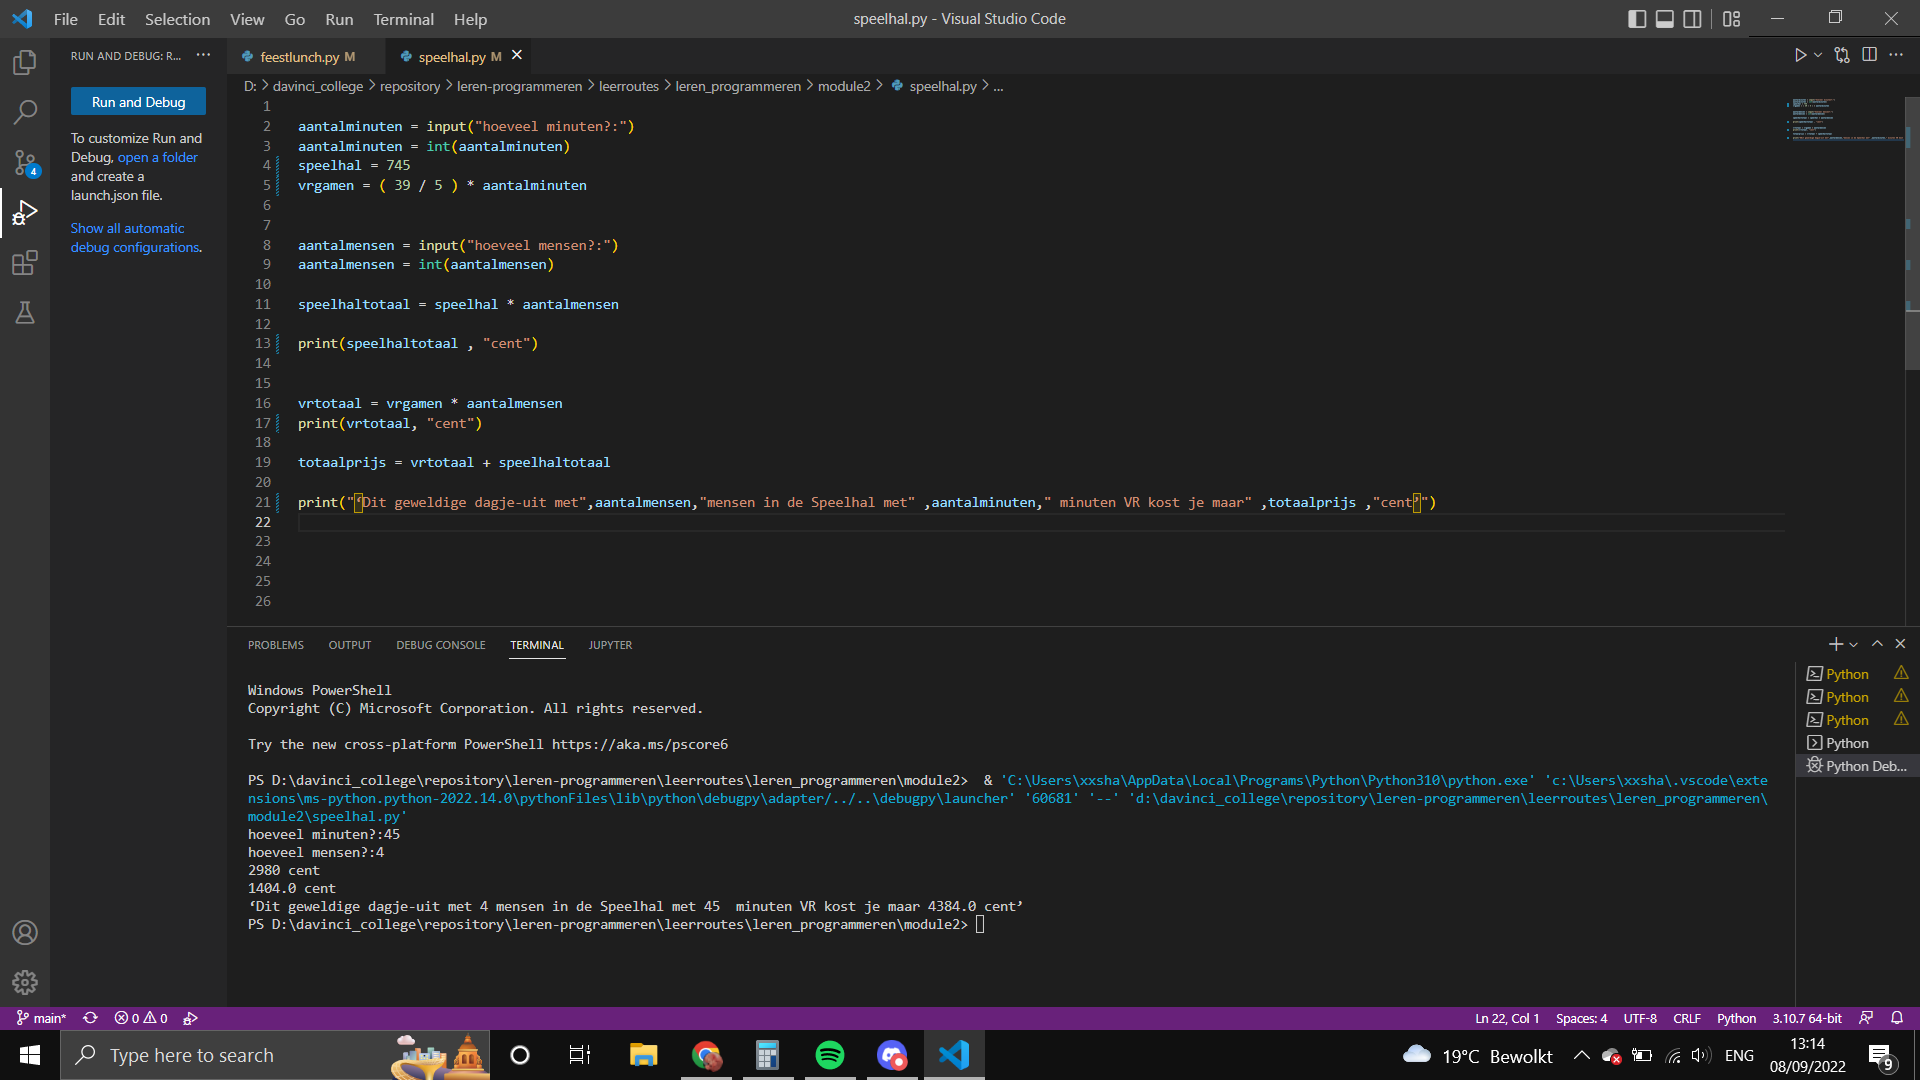 File Edit Selection View Go Run Terminal Help
speelhal.py - Visual Studio Code
RUN AND DEBUG: R...
feestlunch.py M
speelhal.py M
D: > davinci_college > repository > leren-programmeren > leerroutes > leren_programmeren > module2 > speelhal.py > ...
Run and Debug
To customize Run and
Debug, open a folder
and create a
launch.json file.
Show all automatic
debug configurations.
4
1
2 aantalminuten = input("hoeveel minuten?:")
3 aantalminuten = int(aantalminuten)
4 speelhal = 745
5 vrgamen = ( 39 / 5 ) * aantalminuten
6
7
8 aantalmensen = input("hoeveel mensen?:")
9 aantalmensen = int(aantalmensen)
10
11 speelhaltotaal = speelhal * aantalmensen
12
13 print(speelhaltotaal , "cent")
14
15
16 vrtotaal = vrgamen * aantalmensen
17 print(vrtotaal, "cent")
18
19 totaalprijs = vrtotaal + speelhaltotaal
20
21 print("‘Dit geweldige dagje-uit met",aantalmensen,"mensen in de Speelhal met" ,aantalminuten," minuten VR kost je maar" ,totaalprijs ,"cent’")
22
23
24
25
26
PROBLEMS OUTPUT DEBUG CONSOLE TERMINAL JUPYTER
Windows PowerShell
Copyright (C) Microsoft Corporation. All rights reserved.
Try the new cross-platform PowerShell https://aka.ms/pscore6
PS D:\davinci_college\repository\leren-programmeren\leerroutes\leren_programmeren\module2>  & 'C:\Users\xxsha\AppData\Local\Programs\Python\Python310\python.exe' 'c:\Users\xxsha\.vscode\exte
nsions\ms-python.python-2022.14.0\pythonFiles\lib\python\debugpy\adapter/../..\debugpy\launcher' '60681' '--' 'd:\davinci_college\repository\leren-programmeren\leerroutes\leren_programmeren\
module2\speelhal.py'
hoeveel minuten?:45
hoeveel mensen?:4
2980 cent
1404.0 cent
‘Dit geweldige dagje-uit met 4 mensen in de Speelhal met 45  minuten VR kost je maar 4384.0 cent’
PS D:\davinci_college\repository\leren-programmeren\leerroutes\leren_programmeren\module2>
Python
Python
Python
Python
Python Deb...
main* 0 0
Ln 22, Col 1 Spaces: 4 UTF-8 CRLF Python 3.10.7 64-bit
Type here to search
19°C Bewolkt
ENG
13:14
08/09/2022
9